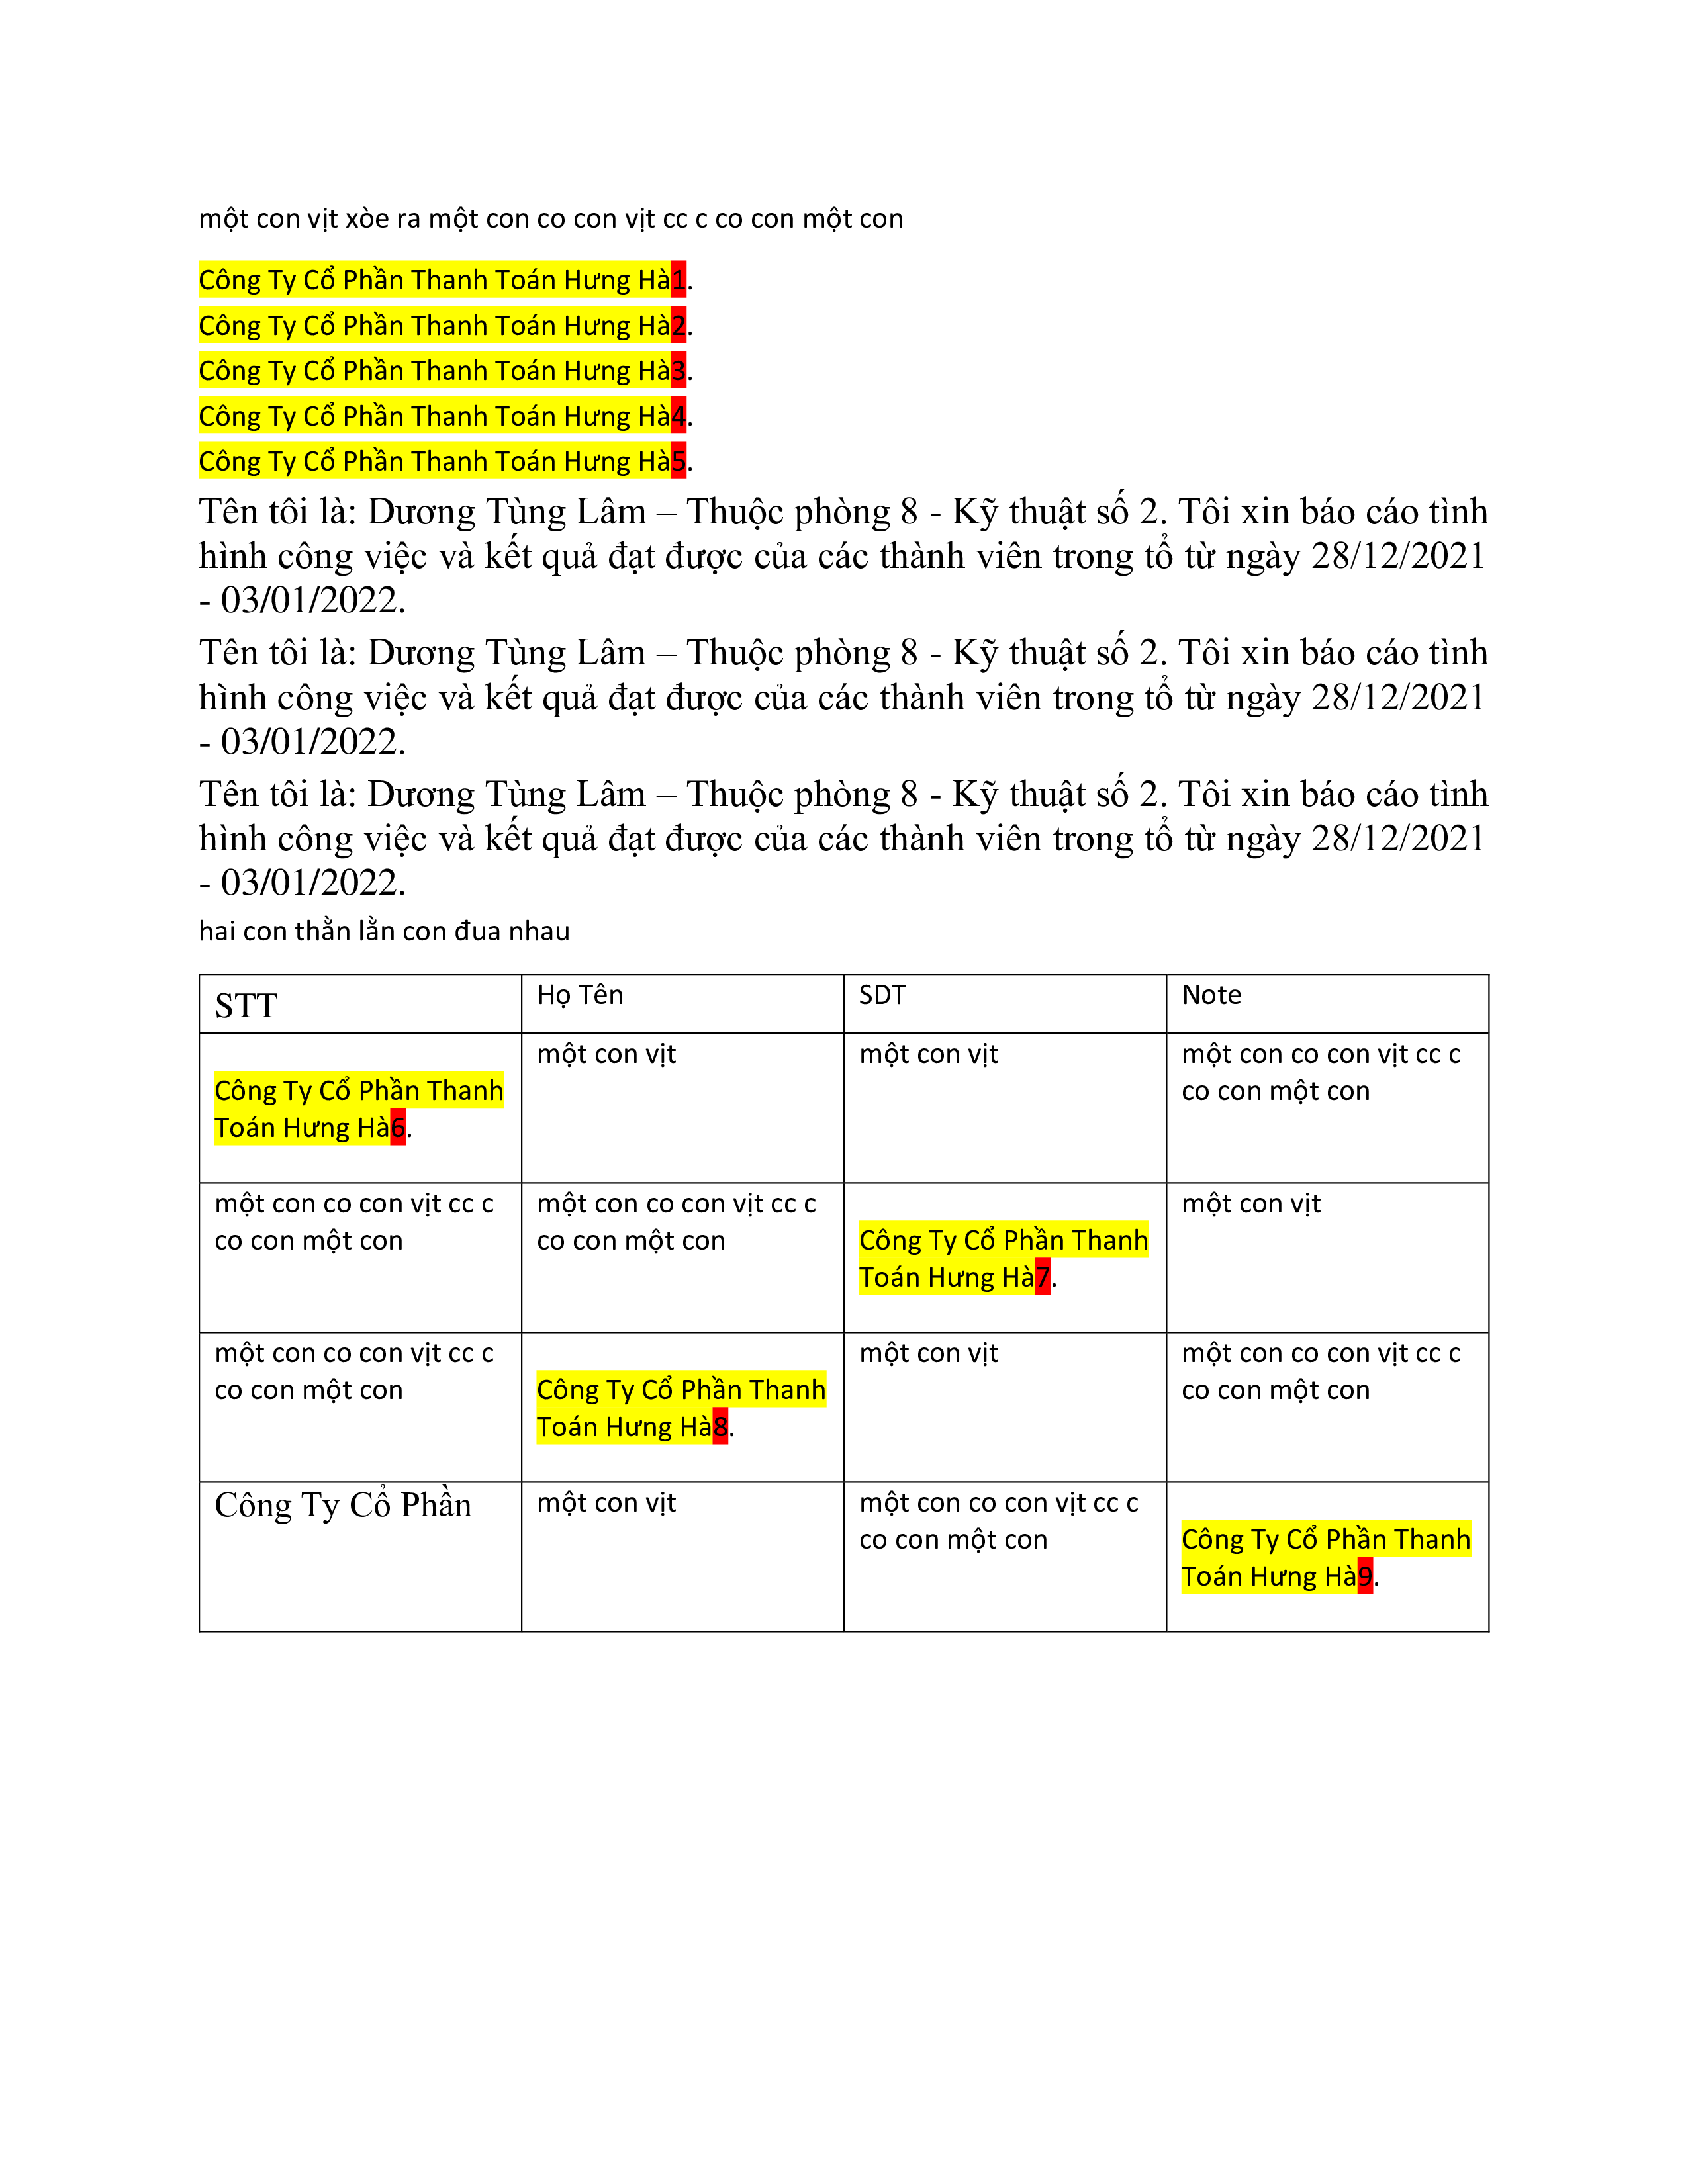 một con vịt xòe ra một con co con vịt cc c co con một con
Công Ty Cổ Phần Thanh Toán Hưng Hà1.
Công Ty Cổ Phần Thanh Toán Hưng Hà2.
Công Ty Cổ Phần Thanh Toán Hưng Hà3.
Công Ty Cổ Phần Thanh Toán Hưng Hà4.
Công Ty Cổ Phần Thanh Toán Hưng Hà5.
Tên tôi là: Dương Tùng Lâm – Thuộc phòng 8 - Kỹ thuật số 2. Tôi xin báo cáo tình
hình công việc và kết quả đạt được của các thành viên trong tổ từ ngày 28/12/2021
- 03/01/2022.
Tên tôi là: Dương Tùng Lâm – Thuộc phòng 8 - Kỹ thuật số 2. Tôi xin báo cáo tình
hình công việc và kết quả đạt được của các thành viên trong tổ từ ngày 28/12/2021
- 03/01/2022.
Tên tôi là: Dương Tùng Lâm – Thuộc phòng 8 - Kỹ thuật số 2. Tôi xin báo cáo tình
hình công việc và kết quả đạt được của các thành viên trong tổ từ ngày 28/12/2021
- 03/01/2022.
hai con thằn lằn con đua nhau
STT
Họ Tên
SDT
Note
Công Ty Cổ Phần Thanh
Toán Hưng Hà6.
một con vịt
một con vịt
một con co con vịt cc c
co con một con
một con co con vịt cc c
co con một con
một con co con vịt cc c
co con một con
Công Ty Cổ Phần Thanh
Toán Hưng Hà7.
một con vịt
một con co con vịt cc c
co con một con
Công Ty Cổ Phần Thanh
Toán Hưng Hà8.
một con vịt
một con co con vịt cc c
co con một con
Công Ty Cổ Phần
một con vịt
một con co con vịt cc c
co con một con
Công Ty Cổ Phần Thanh
Toán Hưng Hà9.